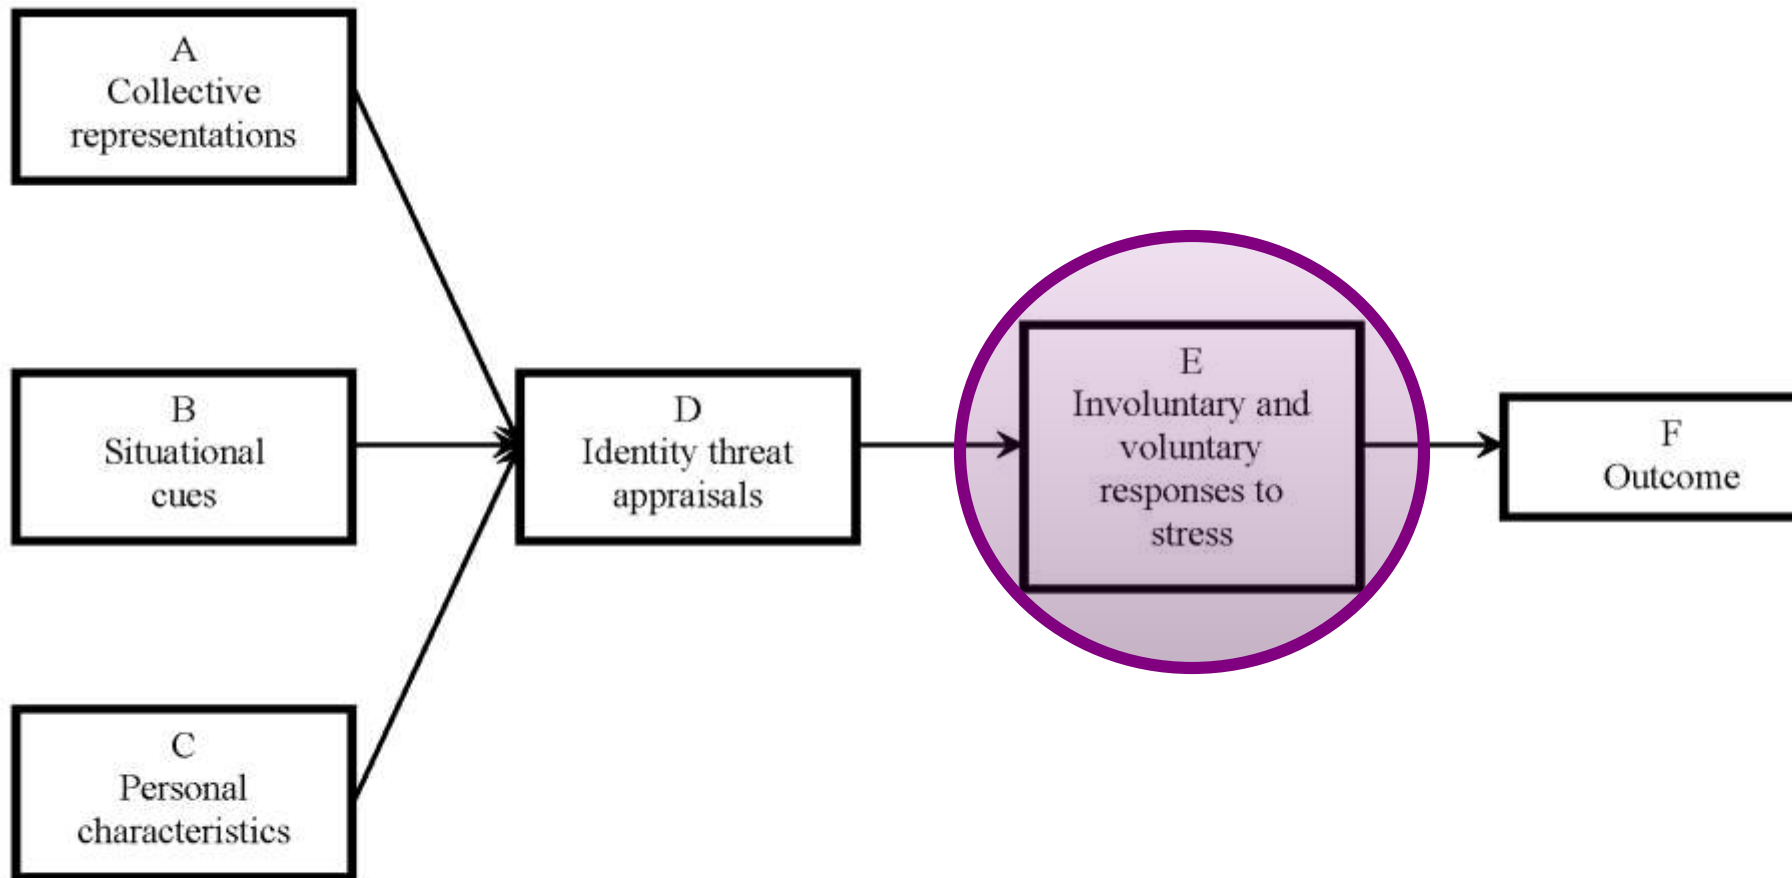 A
Collective
representations
B
Situational
cues
C
Personal
characteristics
D
Identity threat
appraisals
E
Involuntary and
voluntary
responses to
stress
F
Outcome